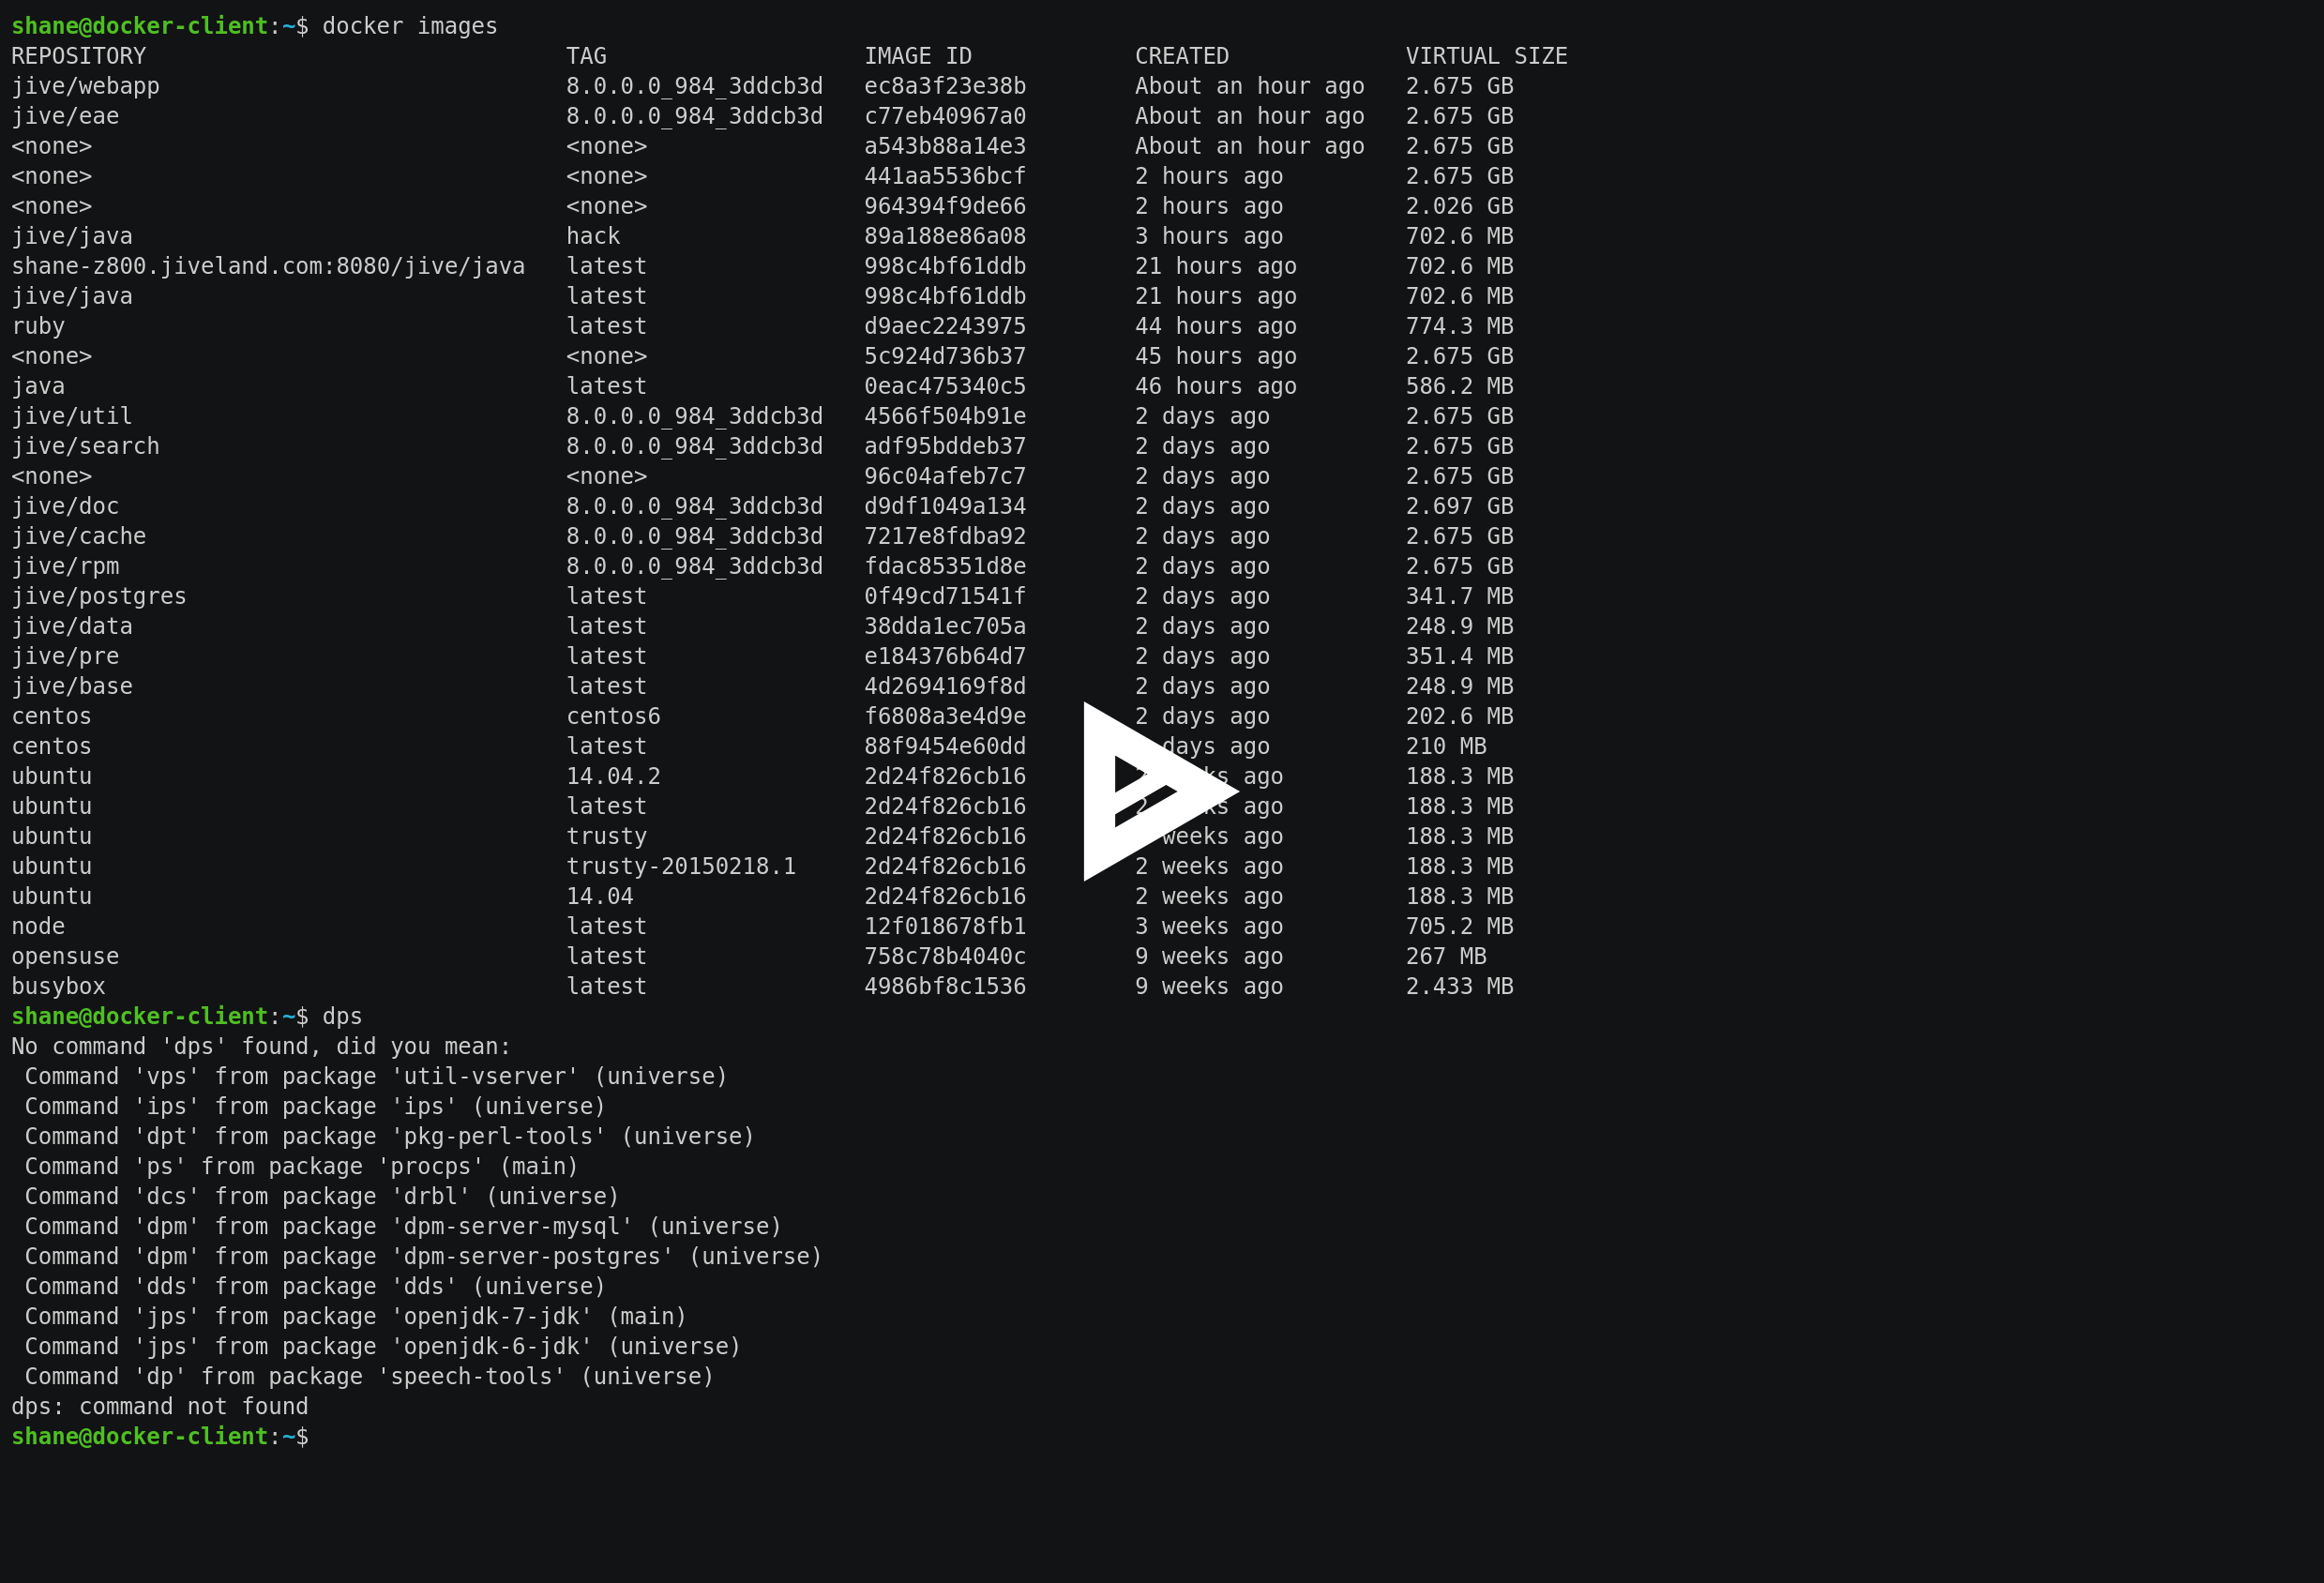 shane@docker-client:~$ docker images
REPOSITORY                               TAG                   IMAGE ID            CREATED             VIRTUAL SIZE
jive/webapp                              8.0.0.0_984_3ddcb3d   ec8a3f23e38b        About an hour ago   2.675 GB
jive/eae                                 8.0.0.0_984_3ddcb3d   c77eb40967a0        About an hour ago   2.675 GB
<none>                                   <none>                a543b88a14e3        About an hour ago   2.675 GB
<none>                                   <none>                441aa5536bcf        2 hours ago         2.675 GB
<none>                                   <none>                964394f9de66        2 hours ago         2.026 GB
jive/java                                hack                  89a188e86a08        3 hours ago         702.6 MB
shane-z800.jiveland.com:8080/jive/java   latest                998c4bf61ddb        21 hours ago        702.6 MB
jive/java                                latest                998c4bf61ddb        21 hours ago        702.6 MB
ruby                                     latest                d9aec2243975        44 hours ago        774.3 MB
<none>                                   <none>                5c924d736b37        45 hours ago        2.675 GB
java                                     latest                0eac475340c5        46 hours ago        586.2 MB
jive/util                                8.0.0.0_984_3ddcb3d   4566f504b91e        2 days ago          2.675 GB
jive/search                              8.0.0.0_984_3ddcb3d   adf95bddeb37        2 days ago          2.675 GB
<none>                                   <none>                96c04afeb7c7        2 days ago          2.675 GB
jive/doc                                 8.0.0.0_984_3ddcb3d   d9df1049a134        2 days ago          2.697 GB
jive/cache                               8.0.0.0_984_3ddcb3d   7217e8fdba92        2 days ago          2.675 GB
jive/rpm                                 8.0.0.0_984_3ddcb3d   fdac85351d8e        2 days ago          2.675 GB
jive/postgres                            latest                0f49cd71541f        2 days ago          341.7 MB
jive/data                                latest                38dda1ec705a        2 days ago          248.9 MB
jive/pre                                 latest                e184376b64d7        2 days ago          351.4 MB
jive/base                                latest                4d2694169f8d        2 days ago          248.9 MB
centos                                   centos6               f6808a3e4d9e        2 days ago          202.6 MB
centos                                   latest                88f9454e60dd        days ago            210 MB
ubuntu                                   14.04.2               2d24f826cb16        ago                 188.3 MB
ubuntu                                   latest                2d24f826cb16        2 ago               188.3 MB
ubuntu                                   trusty                2d24f826cb16        weeks ago           188.3 MB
ubuntu                                   trusty-20150218.1     2d24f826cb16        2 weeks ago         188.3 MB
ubuntu                                   14.04                 2d24f826cb16        2 weeks ago         188.3 MB
node                                     latest                12f018678fb1        3 weeks ago         705.2 MB
opensuse                                 latest                758c78b4040c        9 weeks ago         267 MB
busybox                                  latest                4986bf8c1536        9 weeks ago         2.433 MB
shane@docker-client:~$ dps
No command 'dps' found, did you mean:
 Command 'vps' from package 'util-vserver' (universe)
 Command 'ips' from package 'ips' (universe)
 Command 'dpt' from package 'pkg-perl-tools' (universe)
 Command 'ps' from package 'procps' (main)
 Command 'dcs' from package 'drbl' (universe)
 Command 'dpm' from package 'dpm-server-mysql' (universe)
 Command 'dpm' from package 'dpm-server-postgres' (universe)
 Command 'dds' from package 'dds' (universe)
 Command 'jps' from package 'openjdk-7-jdk' (main)
 Command 'jps' from package 'openjdk-6-jdk' (universe)
 Command 'dp' from package 'speech-tools' (universe)
dps: command not found
shane@docker-client:~$